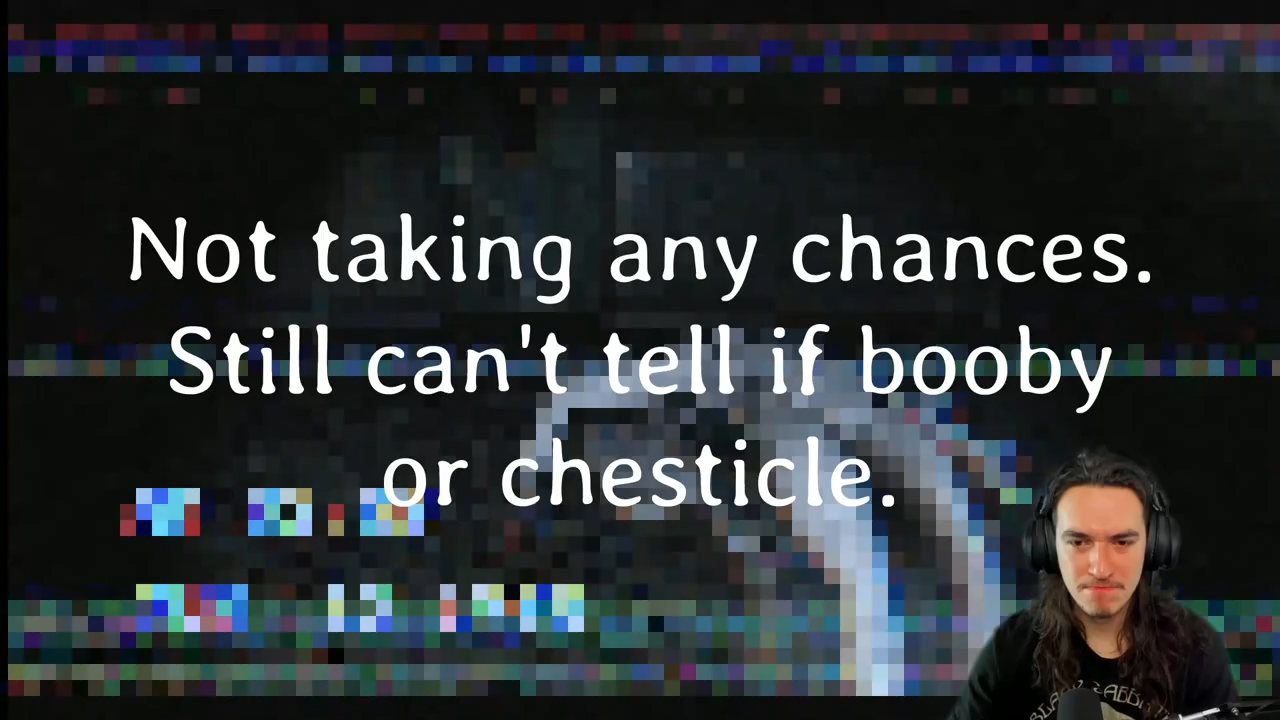 Not taking any chances.
Still can't tell if booby
or chesticle.